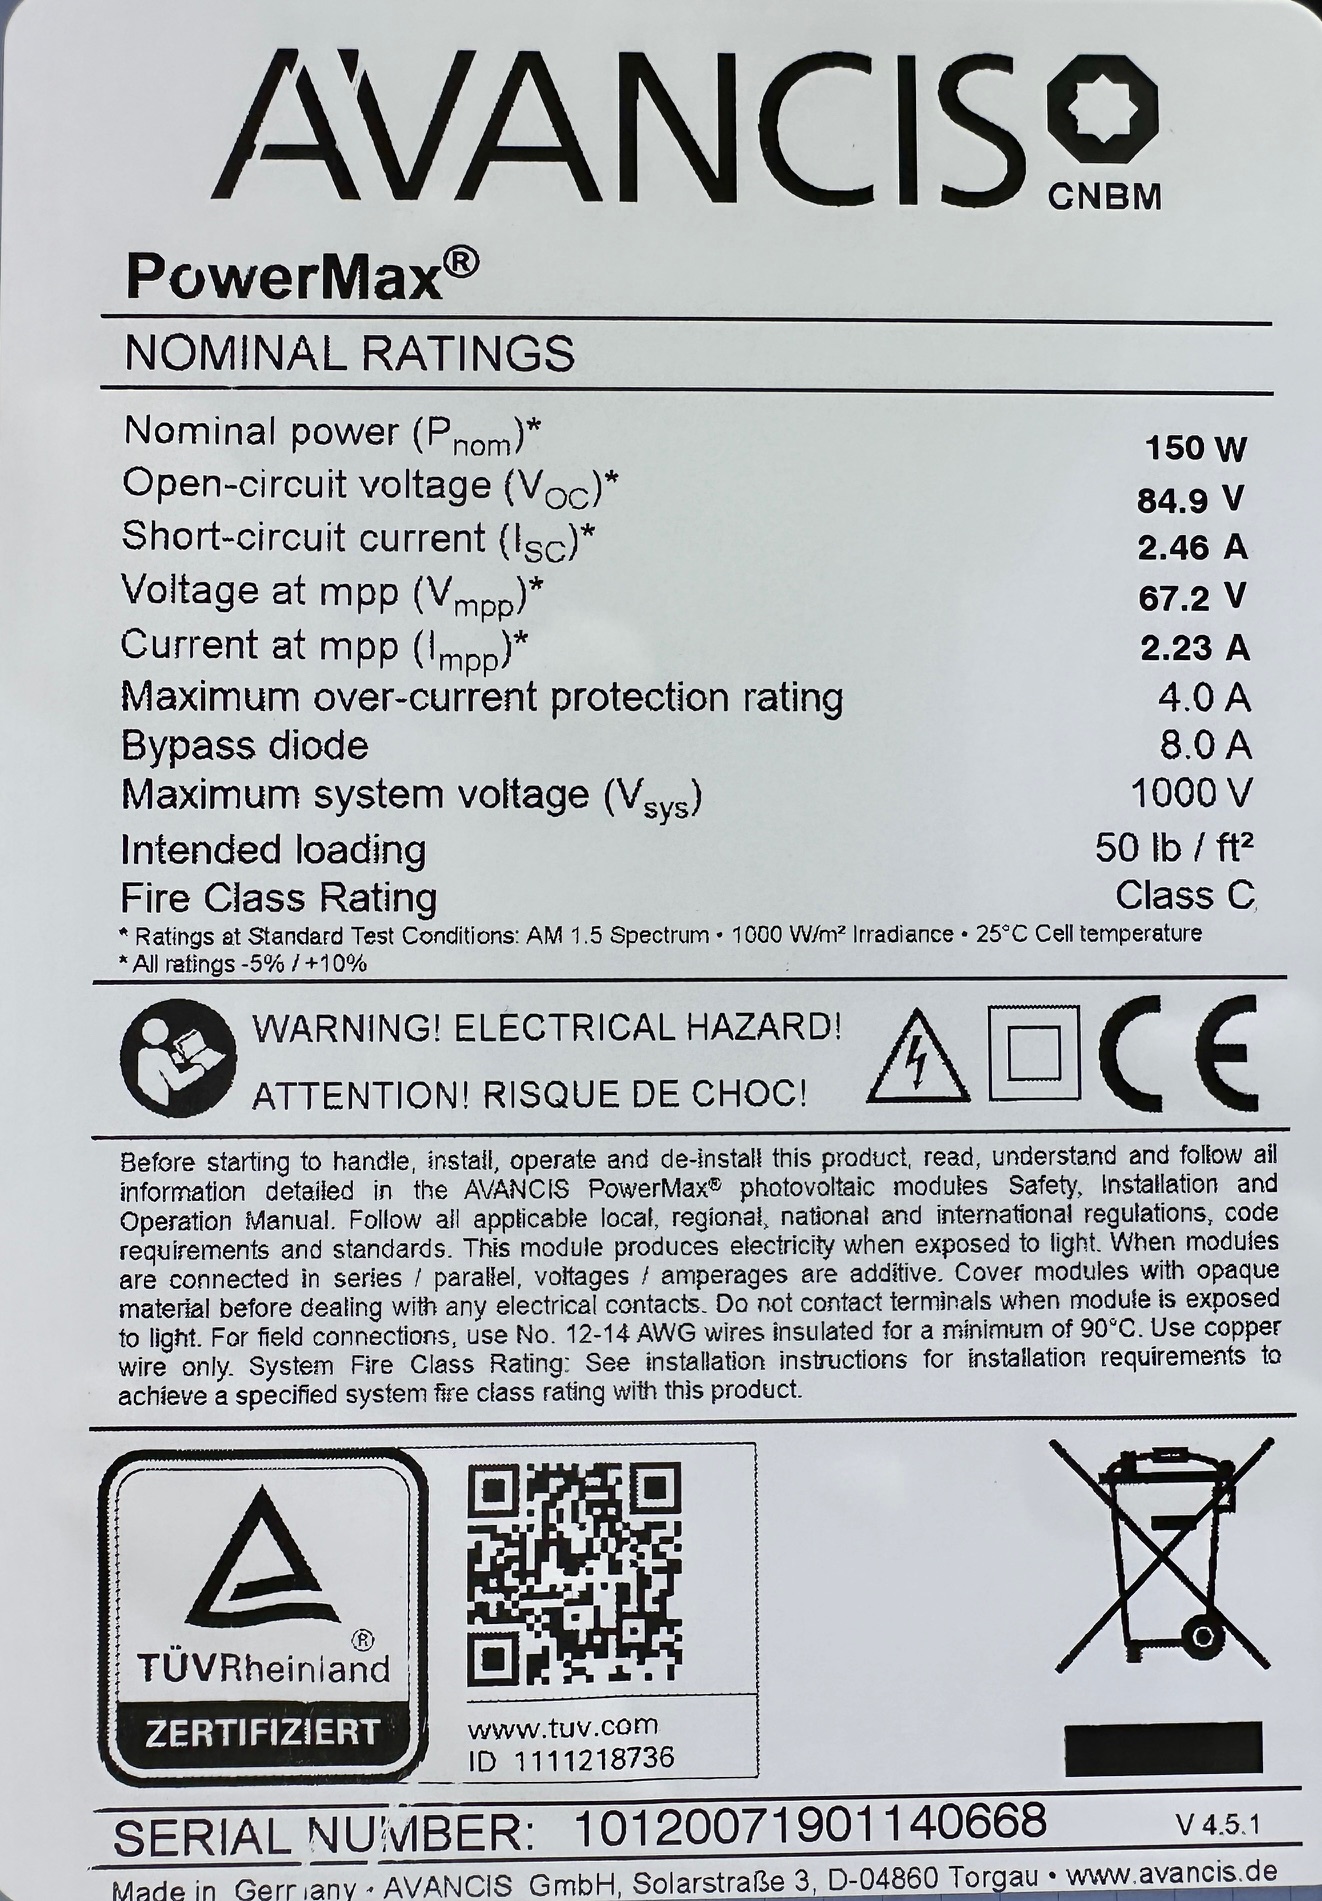 AVANCIS
CNBM
PowerMax®
NOMINAL RATINGS
Nominal power (Pnom)* 150 W
Open-circuit voltage (VOC)* 84.9 V
Short-circuit current (ISC)* 2.46 A
Voltage at mpp (Vmpp)* 67.2 V
Current at mpp (Impp)* 2.23 A
Maximum over-current protection rating 4.0 A
Bypass diode 8.0 A
Maximum system voltage (Vsys) 1000 V
Intended loading 50 lb / ft²
Fire Class Rating Class C
* Ratings at Standard Test Conditions: AM 1.5 Spectrum • 1000 W/m² Irradiance • 25°C Cell temperature
* All ratings -5% / +10%
WARNING! ELECTRICAL HAZARD!
ATTENTION! RISQUE DE CHOC!
CE
Before starting to handle, install, operate and de-install this product, read, understand and follow all
information detailed in the AVANCIS PowerMax® photovoltaic modules Safety, Installation and
Operation Manual. Follow all applicable local, regional, national and international regulations, code
requirements and standards. This module produces electricity when exposed to light. When modules
are connected in series / parallel, voltages / amperages are additive. Cover modules with opaque
material before dealing with any electrical contacts. Do not contact terminals when module is exposed
to light. For field connections, use No. 12-14 AWG wires insulated for a minimum of 90°C. Use copper
wire only. System Fire Class Rating: See installation instructions for installation requirements to
achieve a specified system fire class rating with this product.
TÜVRheinland®
ZERTIFIZIERT
www.tuv.com
ID 1111218736
SERIAL NUMBER: 10120071901140668 V 4.5.1
Made in Germany • AVANCIS GmbH, Solarstraße 3, D-04860 Torgau • www.avancis.de